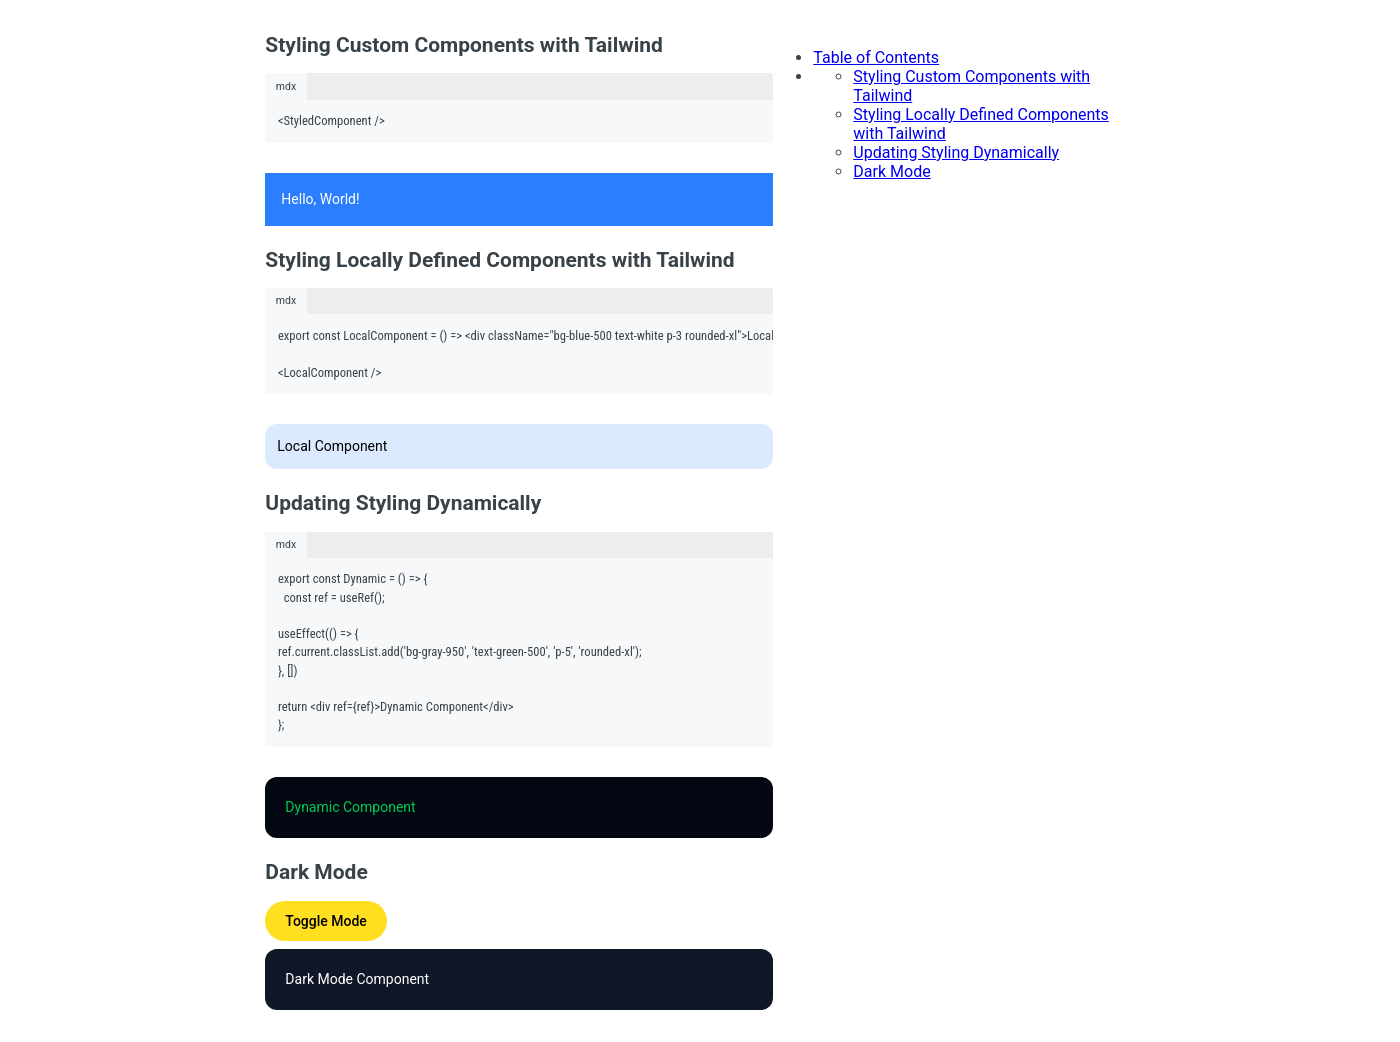 Styling Custom Components with Tailwind
mdx
<StyledComponent />
Hello, World!
Styling Locally Defined Components with Tailwind
mdx
export const LocalComponent = () => <div className="bg-blue-500 text-white p-3 rounded-xl">Local
<LocalComponent />
Local Component
Updating Styling Dynamically
mdx
export const Dynamic = () => {
  const ref = useRef();
useEffect(() => {
ref.current.classList.add('bg-gray-950', 'text-green-500', 'p-5', 'rounded-xl');
}, [])
return <div ref={ref}>Dynamic Component</div>
};
Dynamic Component
Dark Mode
Toggle Mode
Dark Mode Component
Table of Contents
Styling Custom Components with
Tailwind
Styling Locally Defined Components
with Tailwind
Updating Styling Dynamically
Dark Mode